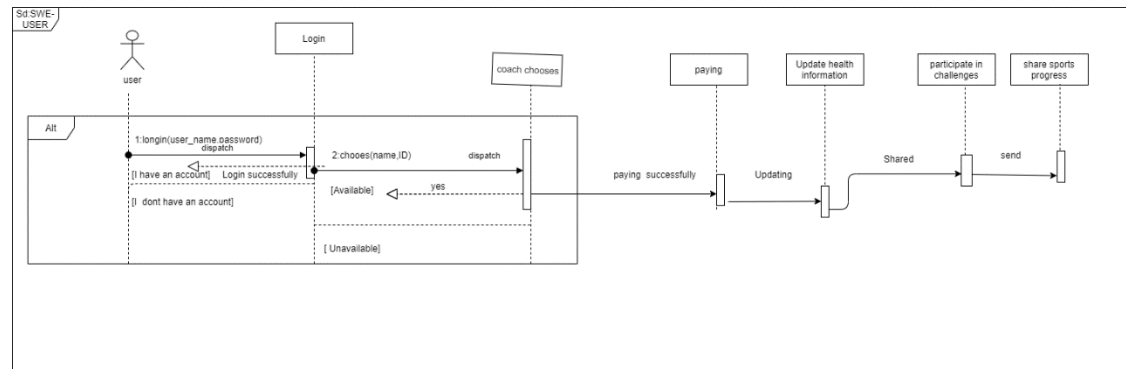 Sd:SWE-
USER
user
Login
coach chooses
paying
Update health
information
participate in
challenges
share sports
progress
Alt
1:longin(user_name,password)
dispatch
[I have an account]
Login successfully
[I dont have an account]
2:chooes(name,ID)
dispatch
[Available]
yes
[ Unavailable]
paying successfully
Updating
Shared
send